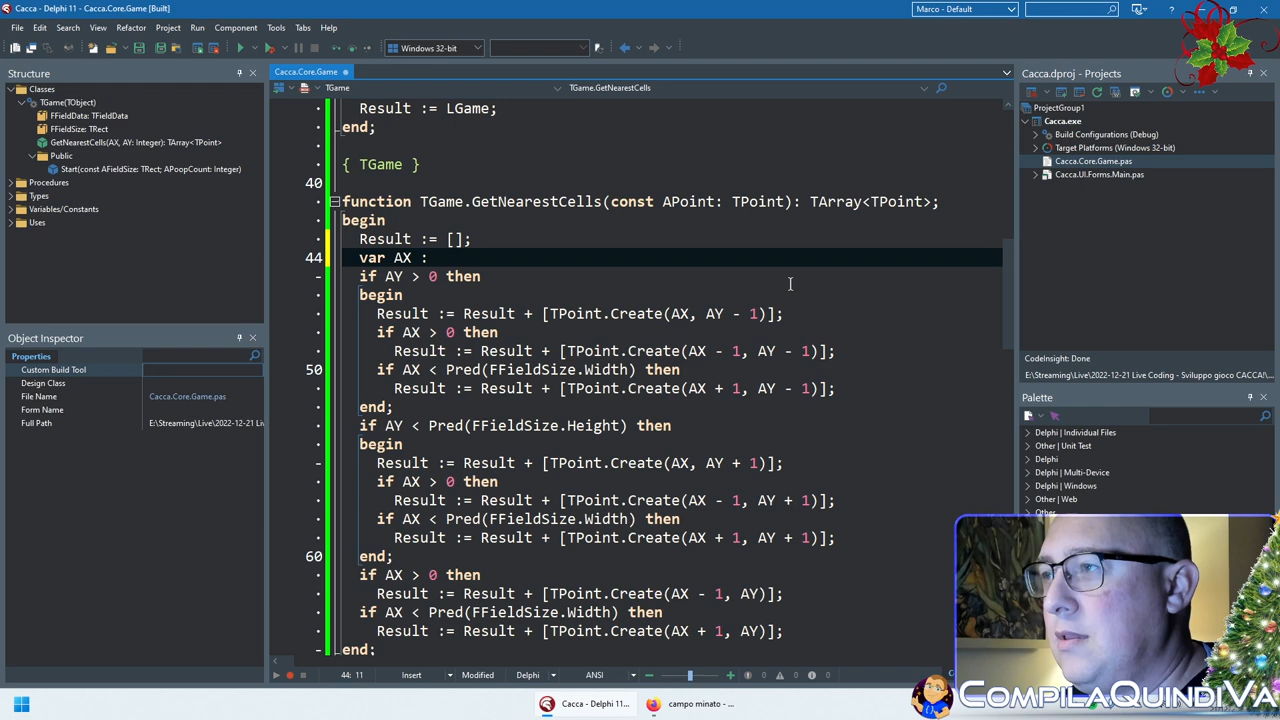 Cacca - Delphi 11 - Cacca.Core.Game [Built]
Marco - Default
File Edit Search View Refactor Project Run Component Tools Tabs Help
Windows 32-bit
Structure
Classes
TGame(TObject)
FFieldData: TFieldData
FFieldSize: TRect
GetNearestCells(AX, AY: Integer): TArray<TPoint>
Public
Start(const AFieldSize: TRect; APoopCount: Integer)
Procedures
Types
Variables/Constants
Uses
Object Inspector
Properties
Custom Build Tool
Design Class
File Name Cacca.Core.Game.pas
Form Name
Full Path E:\Streaming\Live\2022-12-21 Liv
Cacca.Core.Game
TGame TGame.GetNearestCells
Result := LGame;
end;
{ TGame }
40
function TGame.GetNearestCells(const APoint: TPoint): TArray<TPoint>;
begin
Result := [];
44 var AX :
if AY > 0 then
begin
Result := Result + [TPoint.Create(AX, AY - 1)];
if AX > 0 then
Result := Result + [TPoint.Create(AX - 1, AY - 1)];
50 if AX < Pred(FFieldSize.Width) then
Result := Result + [TPoint.Create(AX + 1, AY - 1)];
end;
if AY < Pred(FFieldSize.Height) then
begin
Result := Result + [TPoint.Create(AX, AY + 1)];
if AX > 0 then
Result := Result + [TPoint.Create(AX - 1, AY + 1)];
if AX < Pred(FFieldSize.Width) then
Result := Result + [TPoint.Create(AX + 1, AY + 1)];
60 end;
if AX > 0 then
Result := Result + [TPoint.Create(AX - 1, AY)];
if AX < Pred(FFieldSize.Width) then
Result := Result + [TPoint.Create(AX + 1, AY)];
end;
44: 11 Insert Modified Delphi ANSI 0 0 0
Cacca.dproj - Projects
ProjectGroup1
Cacca.exe
Build Configurations (Debug)
Target Platforms (Windows 32-bit)
Cacca.Core.Game.pas
Cacca.UI.Forms.Main.pas
CodeInsight: Done
E:\Streaming\Live\2022-12-21 Live Coding - Sviluppo gioco CACCA!\...
Palette
Delphi | Individual Files
Other | Unit Test
Delphi
Delphi | Multi-Device
Delphi | Windows
Other | Web
Other
Cacca - Delphi 11... campo minato - ...
COMPILAQUINDIVA